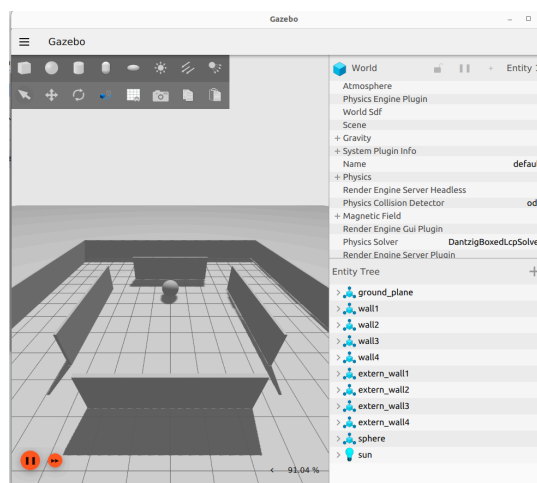 Gazebo
Gazebo
World
Entity
Atmosphere
Physics Engine Plugin
World Sdf
Scene
+ Gravity
+ System Plugin Info
Name
+ Physics
Render Engine Server Headless
Physics Collision Detector
+ Magnetic Field
Render Engine Gui Plugin
Physics Solver
Render Engine Server Plugin
Entity Tree
ground_plane
wall1
wall2
wall3
wall4
extern_wall1
extern_wall2
extern_wall3
extern_wall4
sphere
sun
91.04 %